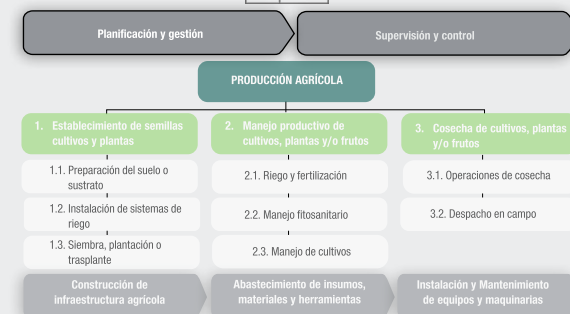 Planificación y gestión
Supervisión y control
PRODUCCIÓN AGRÍCOLA
1. Establecimiento de semillas
cultivos y plantas
1.1. Preparación del suelo o
sustrato
1.2. Instalación de sistemas de
riego
1.3. Siembra, plantación o
trasplante
2. Manejo productivo de
cultivos, plantas y/o frutos
2.1. Riego y fertilización
2.2. Manejo fitosanitario
2.3. Manejo de cultivos
3. Cosecha de cultivos, plantas
y/o frutos
3.1. Operaciones de cosecha
3.2. Despacho en campo
Construcción de
infraestructura agrícola
Abastecimiento de insumos,
materiales y herramientas
Instalación y Mantenimiento
de equipos y maquinarias